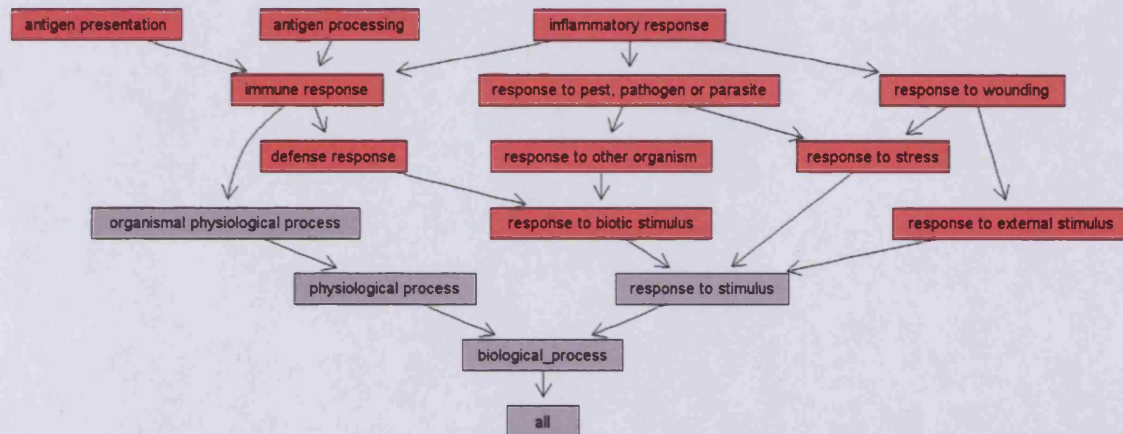 antigen presentation
antigen processing
inflammatory response
immune response
response to pest, pathogen or parasite
response to wounding
defense response
response to other organism
response to stress
organismal physiological process
response to biotic stimulus
response to external stimulus
physiological process
response to stimulus
biological_process
all